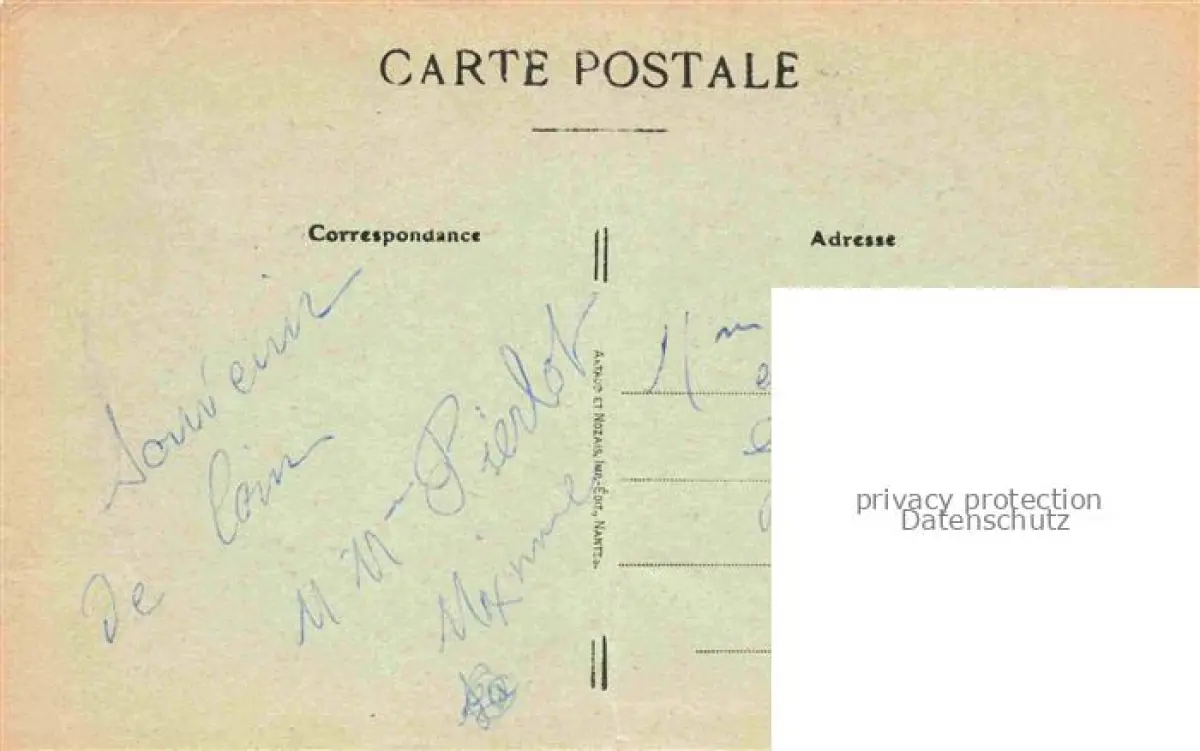 CARTE POSTALE
Correspondance
Adresse
Souvenir
De loin
M Mme Pierlot
Maxime
ARTAUD ET NOZAIS, IMP.-ÉDIT., NANTES.
Mme
privacy protection
Datenschutz